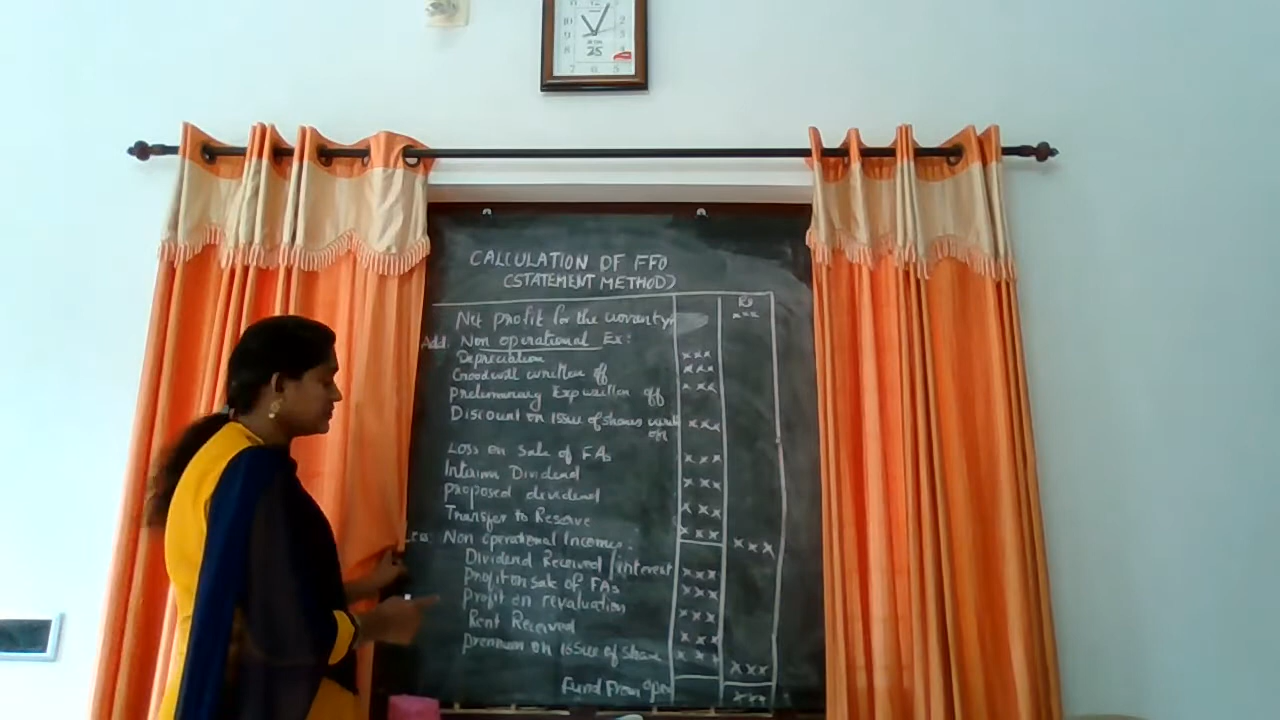 CALCULATION OF FFO
(STATEMENT METHOD)
Rs
Net profit for the xxx
Add: Non operational Ex:
Depreciation xxx
Goodwill written off xxx
preliminary Exp written off xxx
Discount on issue of shares
off xxx
Loss on sale of FAs xxx
Interim Dividend xxx
proposed dividend xxx
Transfer to Reserve xxx
Less: Non operational Incomes: xxx
Dividend Received / interest xxx
Profit on sale of FAs xxx
Profit on revaluation xxx
Rent Received xxx
premium on issue of share xxx xxx
Fund From Oper xxx